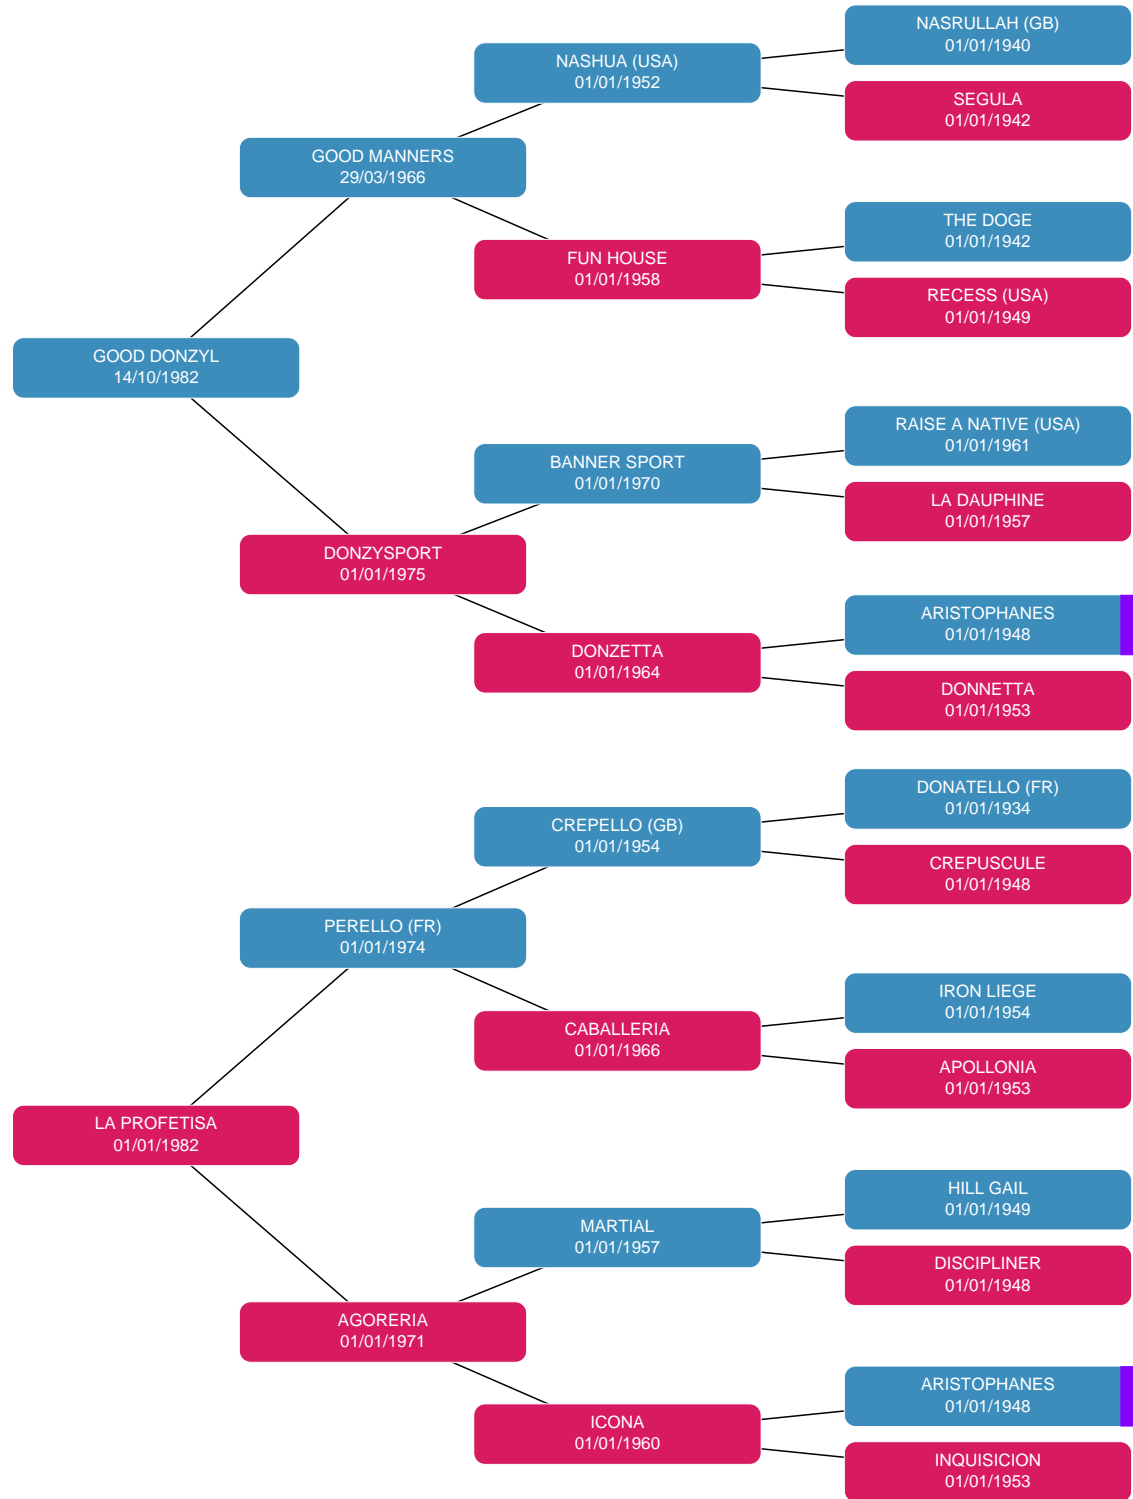 NASRULLAH (GB)
01/01/1940
NASHUA (USA)
01/01/1952
SEGULA
01/01/1942
GOOD MANNERS
29/03/1966
THE DOGE
01/01/1942
FUN HOUSE
01/01/1958
RECESS (USA)
01/01/1949
GOOD DONZYL
14/10/1982
RAISE A NATIVE (USA)
01/01/1961
BANNER SPORT
01/01/1970
LA DAUPHINE
01/01/1957
DONZYSPORT
01/01/1975
ARISTOPHANES
01/01/1948
DONZETTA
01/01/1964
DONNETTA
01/01/1953
DONATELLO (FR)
01/01/1934
CREPELLO (GB)
01/01/1954
CREPUSCULE
01/01/1948
PERELLO (FR)
01/01/1974
IRON LIEGE
01/01/1954
CABALLERIA
01/01/1966
APOLLONIA
01/01/1953
LA PROFETISA
01/01/1982
HILL GAIL
01/01/1949
MARTIAL
01/01/1957
DISCIPLINER
01/01/1948
AGORERIA
01/01/1971
ARISTOPHANES
01/01/1948
ICONA
01/01/1960
INQUISICION
01/01/1953